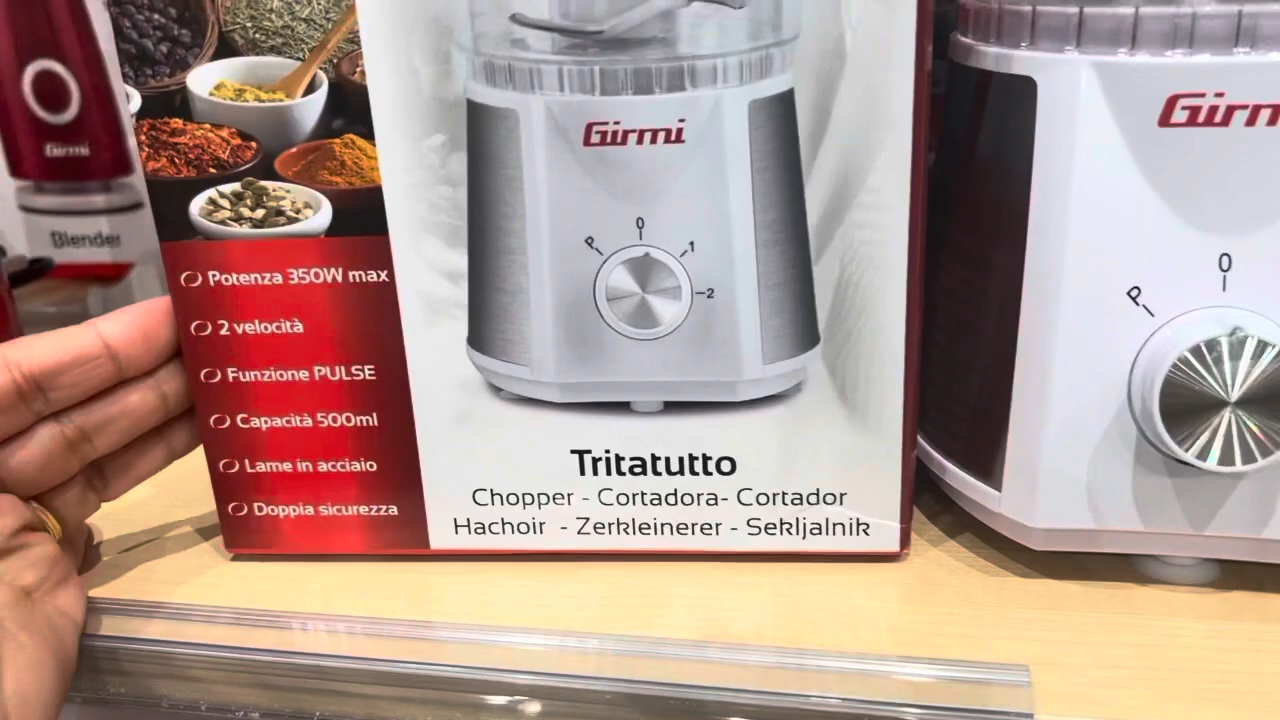 Girmi
Blender
Potenza 350W max
2 velocità
Funzione PULSE
Capacità 500ml
Lame in acciaio
Doppia sicurezza
Girmi
P 0 1 2
Tritatutto
Chopper - Cortadora- Cortador
Hachoir - Zerkleinerer - Sekljalnik
Girm
P 0